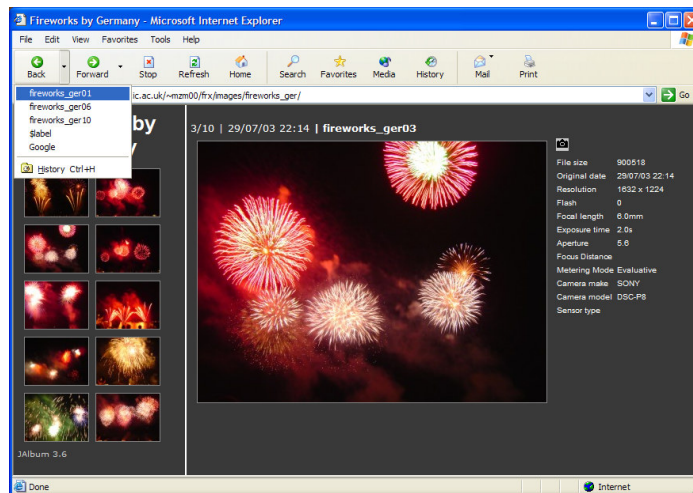 Fireworks by Germany - Microsoft Internet Explorer
File Edit View Favorites Tools Help
Back Forward Stop Refresh Home Search Favorites Media History Mail Print
fireworks_ger01
fireworks_ger06
fireworks_ger10
$label
Google
History Ctrl+H
ic.ac.uk/~mzm00/frx/images/fireworks_ger/
Go
by
y
3/10 | 29/07/03 22:14 | fireworks_ger03
File size 900518
Original date 29/07/03 22:14
Resolution 1632 x 1224
Flash 0
Focal length 6.0mm
Exposure time 2.0s
Aperture 5.6
Focus Distance
Metering Mode Evaluative
Camera make SONY
Camera model DSC-P8
Sensor type
JAlbum 3.6
Done
Internet